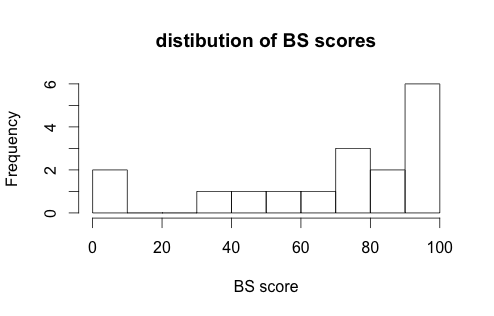 distibution of BS scores
Frequency
6
4
2
0
0 20 40 60 80 100
BS score